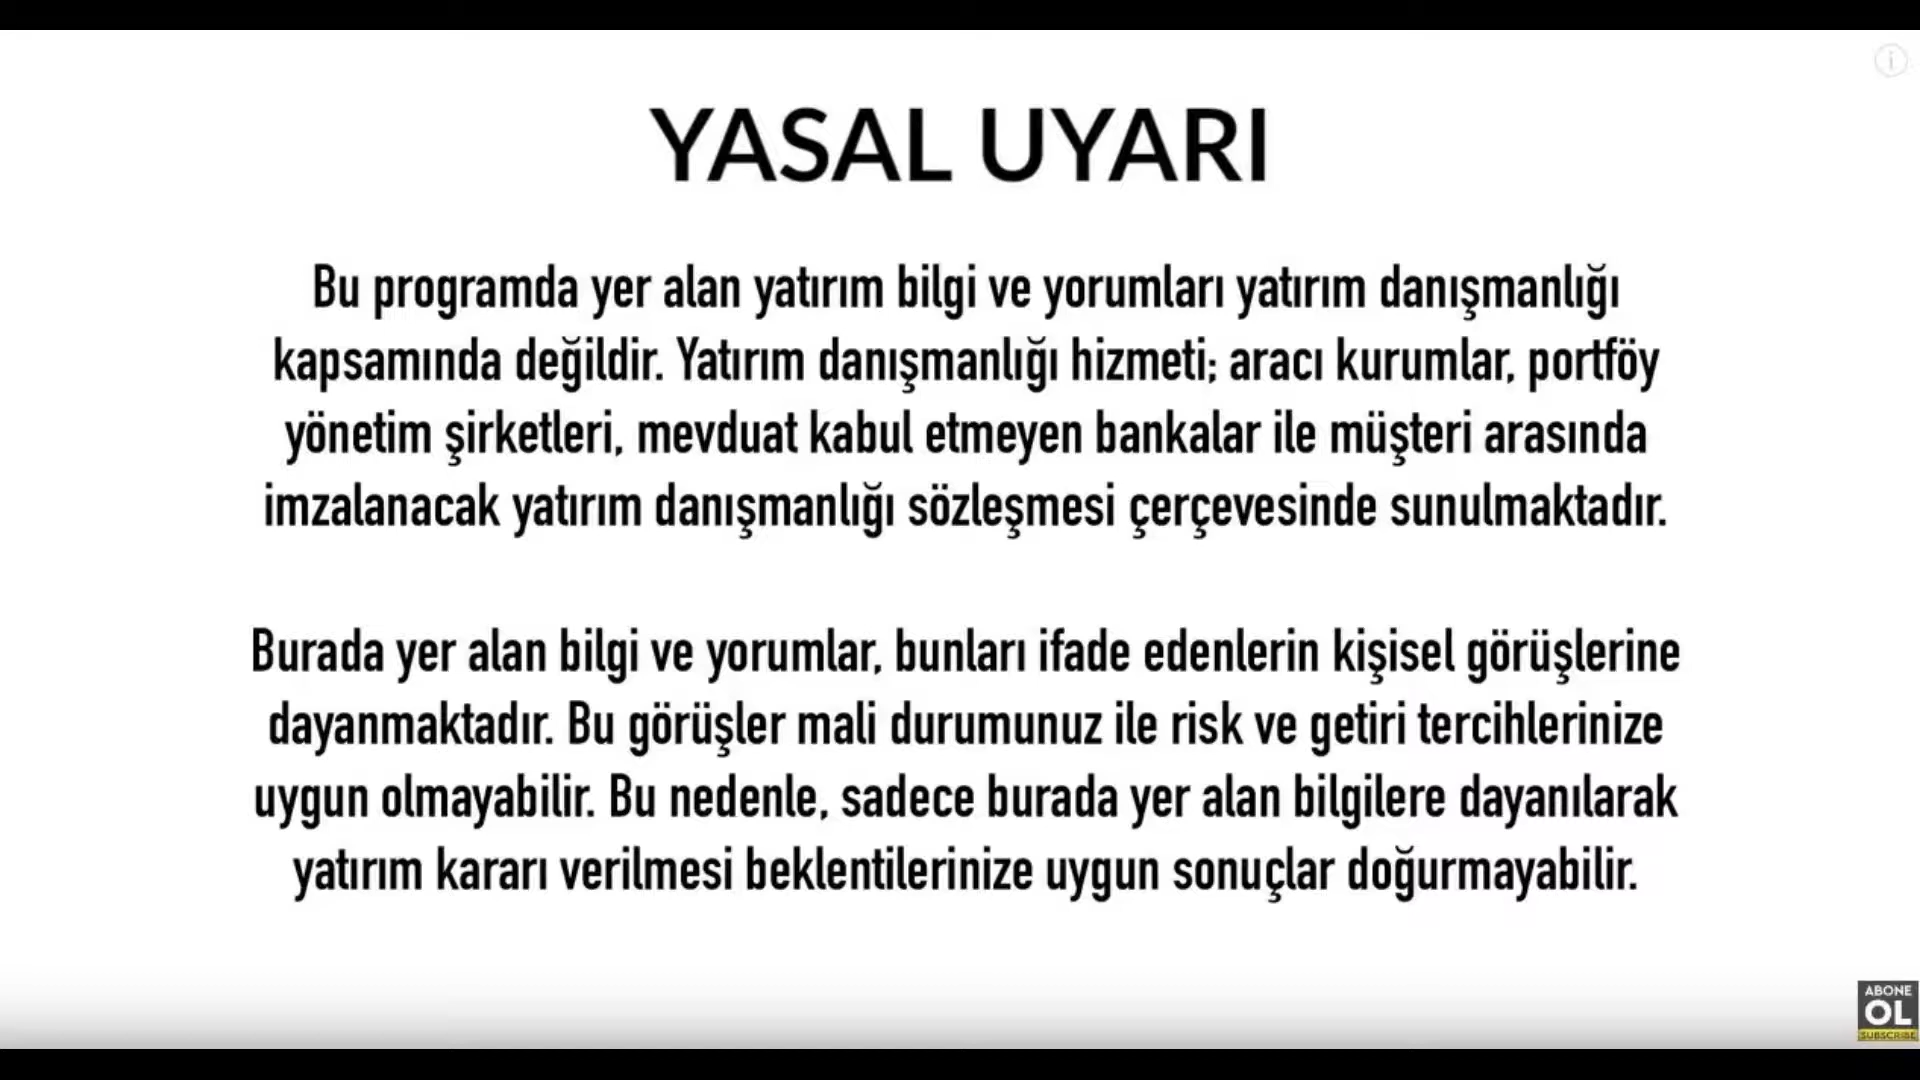 YASAL UYARI
Bu programda yer alan yatırım bilgi ve yorumları yatırım danışmanlığı
kapsamında değildir. Yatırım danışmanlığı hizmeti; aracı kurumlar, portföy
yönetim şirketleri, mevduat kabul etmeyen bankalar ile müşteri arasında
imzalanacak yatırım danışmanlığı sözleşmesi çerçevesinde sunulmaktadır.
Burada yer alan bilgi ve yorumlar, bunları ifade edenlerin kişisel görüşlerine
dayanmaktadır. Bu görüşler mali durumunuz ile risk ve getiri tercihlerinize
uygun olmayabilir. Bu nedenle, sadece burada yer alan bilgilere dayanılarak
yatırım kararı verilmesi beklentilerinize uygun sonuçlar doğurmayabilir.
ABONE
OL
SUBSCRIBE